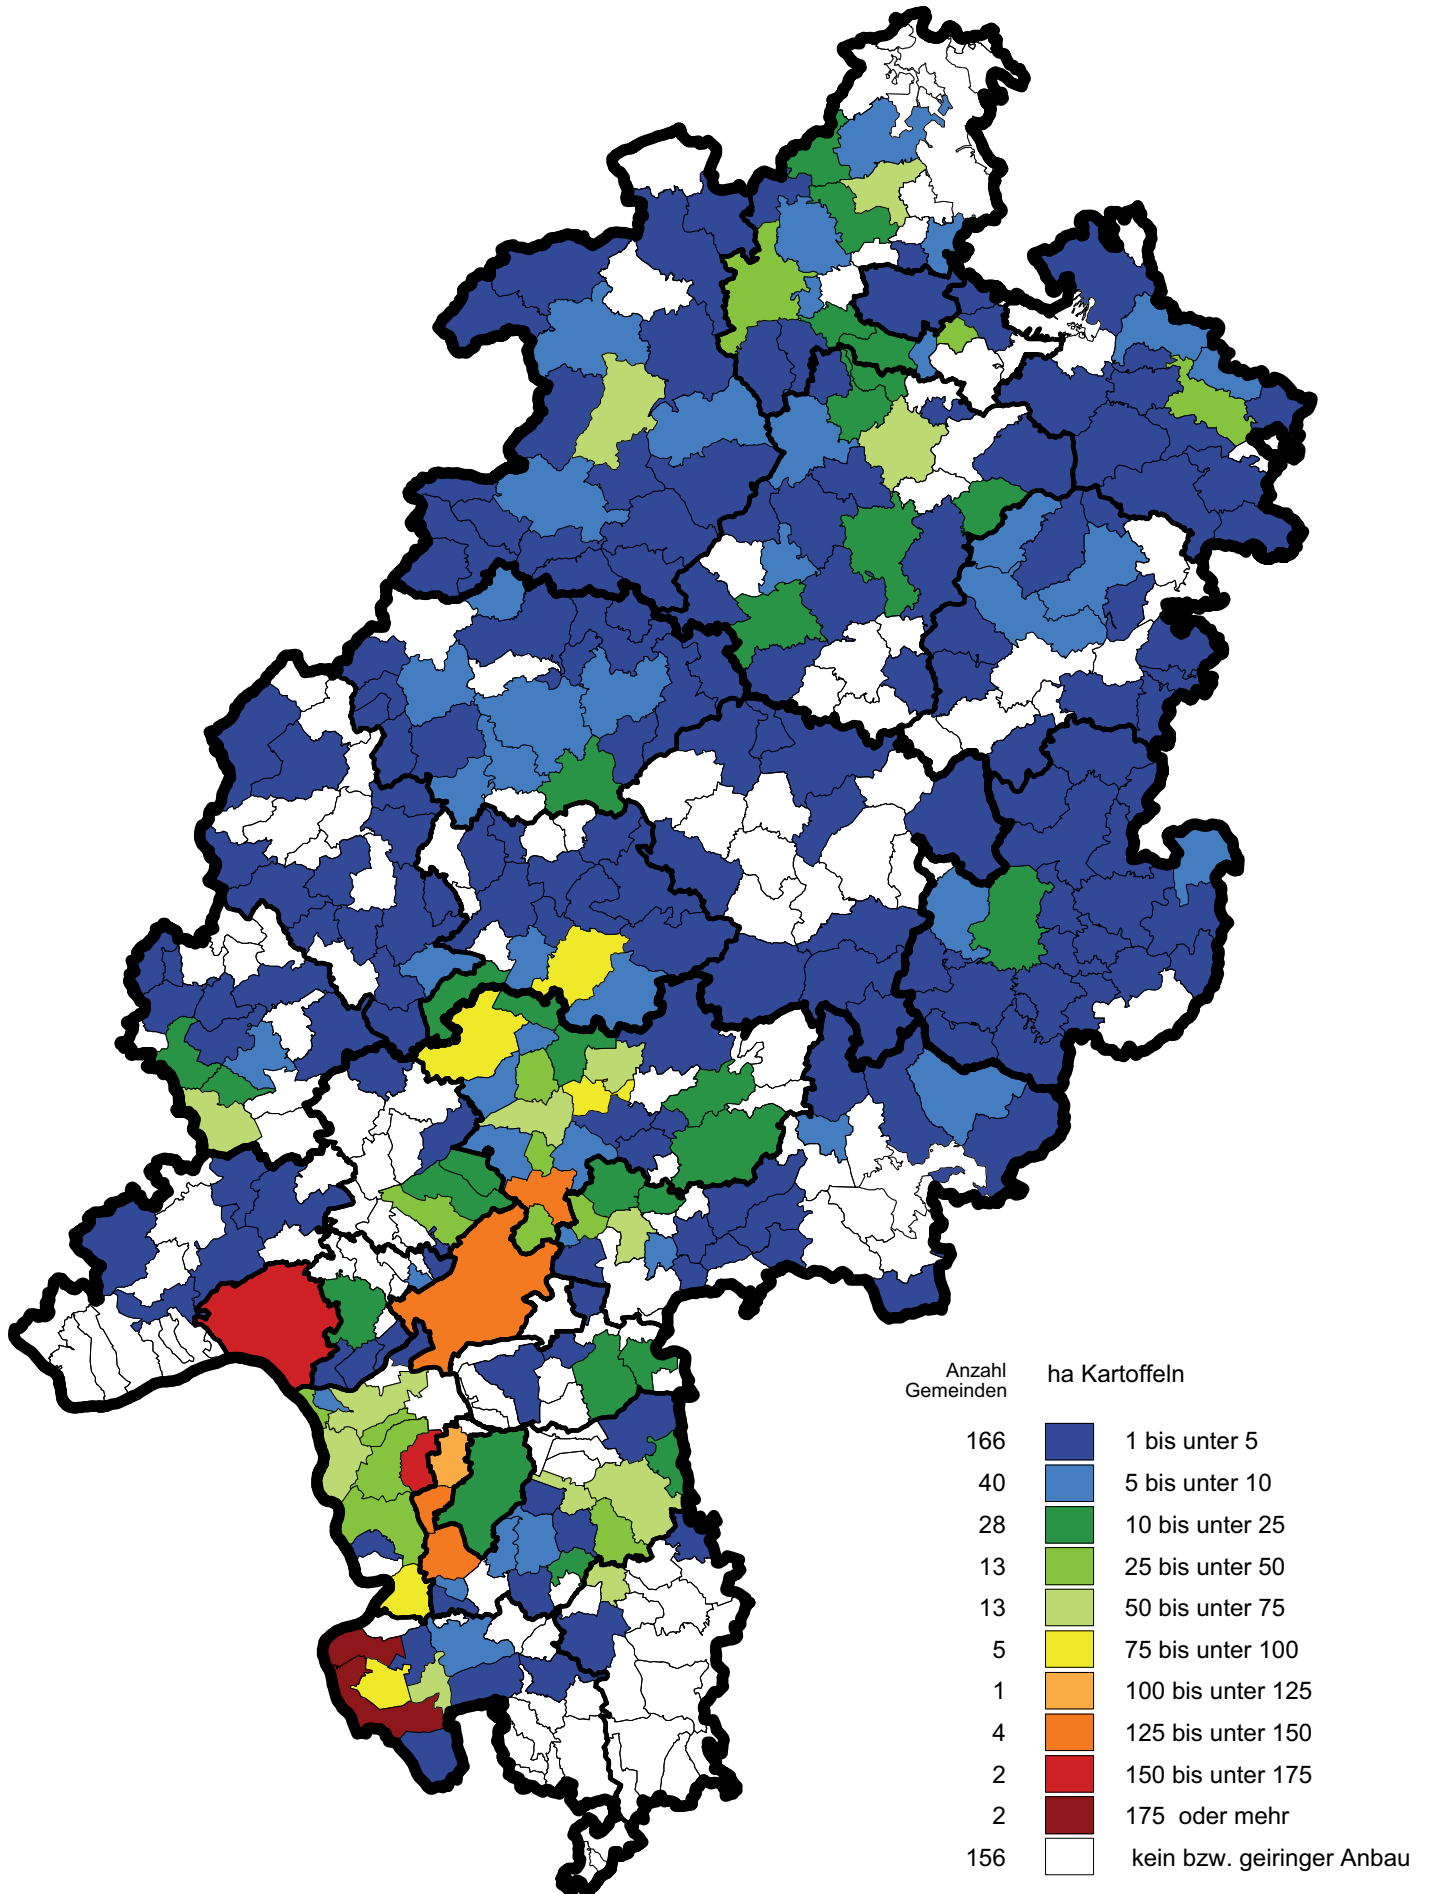 Anzahl
Gemeinden
ha Kartoffeln
166 1 bis unter 5
40 5 bis unter 10
28 10 bis unter 25
13 25 bis unter 50
13 50 bis unter 75
5 75 bis unter 100
1 100 bis unter 125
4 125 bis unter 150
2 150 bis unter 175
2 175 oder mehr
156 kein bzw. geiringer Anbau